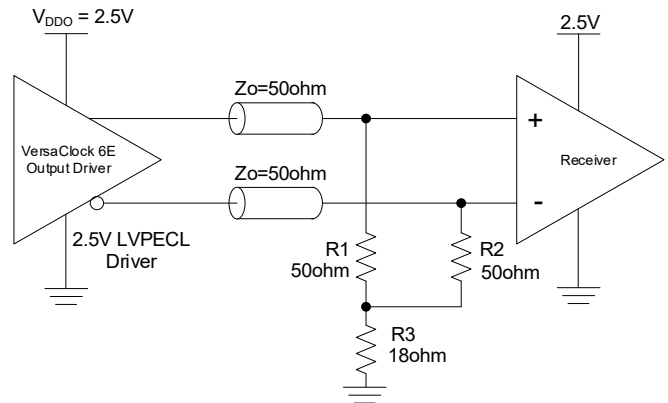 V_DDO = 2.5V
2.5V
Zo=50ohm
VersaClock 6E
Output Driver
+
Receiver
Zo=50ohm
-
2.5V LVPECL
Driver
R1
50ohm
R2
50ohm
R3
18ohm